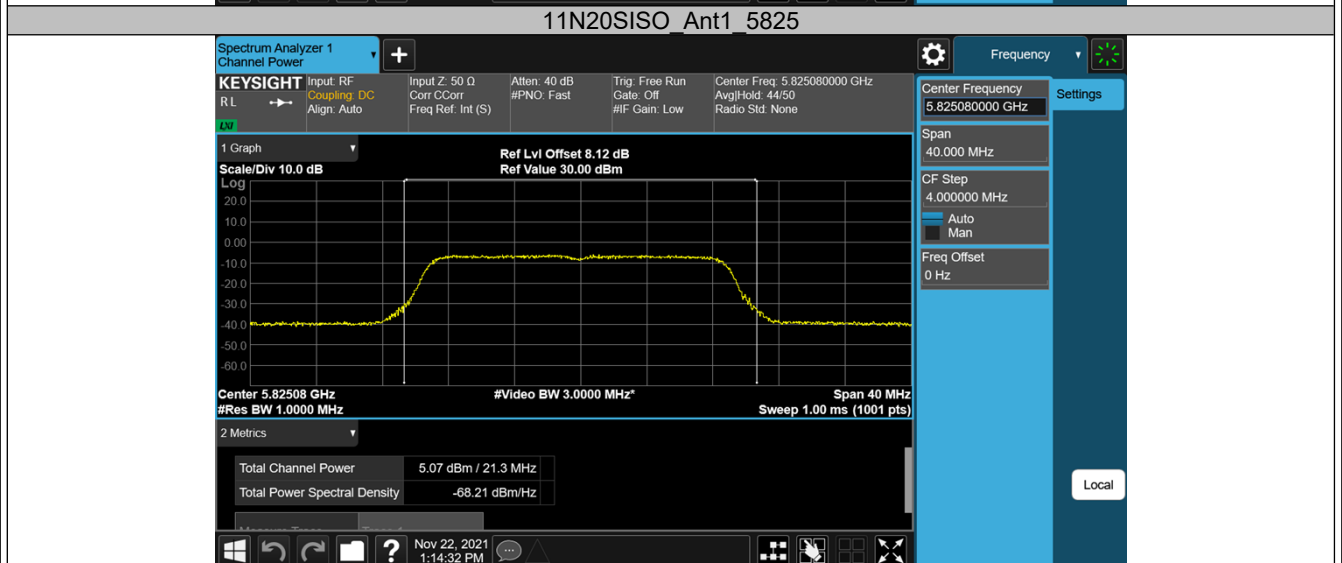 11N20SISO_Ant1_5825
Spectrum Analyzer 1
Channel Power
+
Frequency
KEYSIGHT
RL
LXI
Input: RF
Coupling: DC
Align: Auto
Input Z: 50 Ω
Corr CCorr
Freq Ref: Int (S)
Atten: 40 dB
#PNO: Fast
Trig: Free Run
Gate: Off
#IF Gain: Low
Center Freq: 5.825080000 GHz
Avg|Hold: 44/50
Radio Std: None
Center Frequency
5.825080000 GHz
Settings
Span
40.000 MHz
CF Step
4.000000 MHz
Auto
Man
Freq Offset
0 Hz
1 Graph
Scale/Div 10.0 dB
Ref Lvl Offset 8.12 dB
Ref Value 30.00 dBm
Log
20.0
10.0
0.00
-10.0
-20.0
-30.0
-40.0
-50.0
-60.0
Center 5.82508 GHz
#Res BW 1.0000 MHz
#Video BW 3.0000 MHz*
Span 40 MHz
Sweep 1.00 ms (1001 pts)
2 Metrics
Total Channel Power 5.07 dBm / 21.3 MHz
Total Power Spectral Density -68.21 dBm/Hz
Local
?
Nov 22, 2021
1:14:32 PM